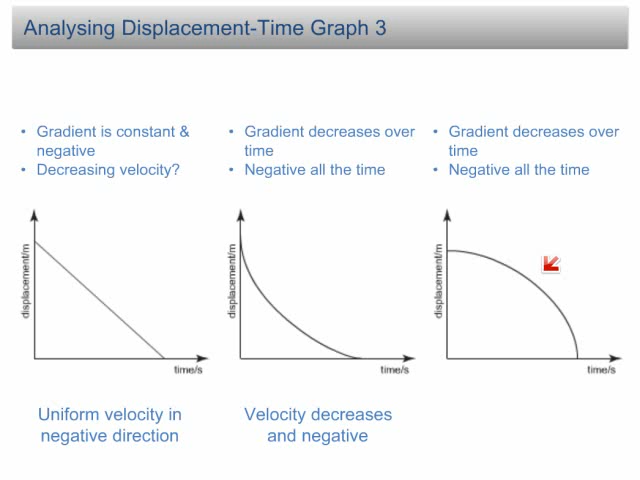 Analysing Displacement-Time Graph 3
• Gradient is constant &
negative
• Decreasing velocity?
• Gradient decreases over
time
• Negative all the time
• Gradient decreases over
time
• Negative all the time
displacement/m
time/s
displacement/m
time/s
displacement/m
time/s
Uniform velocity in
negative direction
Velocity decreases
and negative